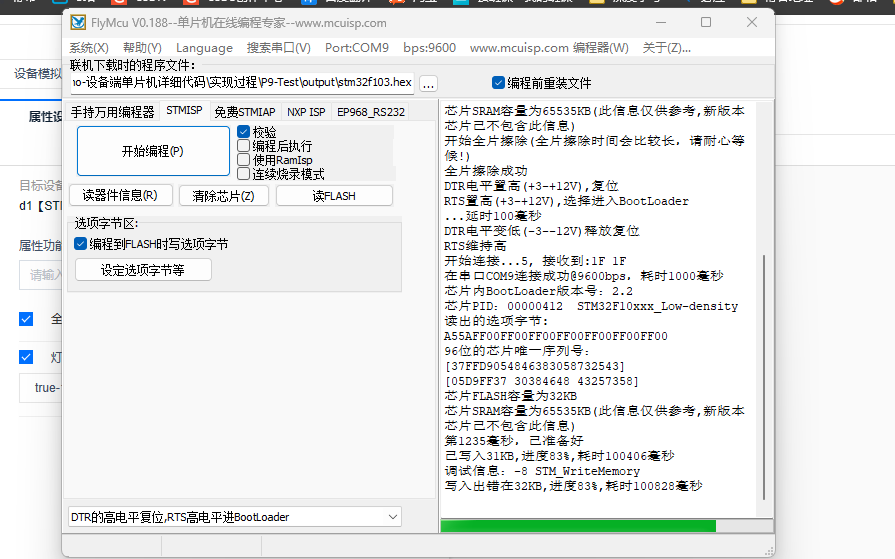 FlyMcu V0.188--单片机在线编程专家--www.mcuisp.com
系统(X) 帮助(Y) Language 搜索串口(V) Port:COM9 bps:9600 www.mcuisp.com 编程器(W) 关于(Z)...
联机下载时的程序文件:
-设备端单片机详细代码\实现过程\P9-Test\output\stm32f103.hex ... 编程前重装文件
手持万用编程器 STMISP 免费STMIAP NXP ISP EP968_RS232
开始编程(P)
校验
编程后执行
使用RamIsp
连续烧录模式
读器件信息(R) 清除芯片(Z) 读FLASH
选项字节区:
编程到FLASH时写选项字节
设定选项字节等
DTR的高电平复位,RTS高电平进BootLoader
芯片SRAM容量为65535KB(此信息仅供参考,新版本
芯片已不包含此信息)
开始全片擦除(全片擦除时间会比较长，请耐心等
候!)
全片擦除成功
DTR电平置高(+3-+12V),复位
RTS置高(+3-+12V),选择进入BootLoader
...延时100毫秒
DTR电平变低(-3--12V)释放复位
RTS维持高
开始连接...5, 接收到:1F 1F
在串口COM9连接成功@9600bps，耗时1000毫秒
芯片内BootLoader版本号：2.2
芯片PID：00000412 STM32F10xxx_Low-density
读出的选项字节:
A55AFF00FF00FF00FF00FF00FF00FF00
96位的芯片唯一序列号：
[37FFD9054846383058732543]
[05D9FF37 30384648 43257358]
芯片FLASH容量为32KB
芯片SRAM容量为65535KB(此信息仅供参考,新版本
芯片已不包含此信息)
第1235毫秒，已准备好
已写入31KB,进度83%,耗时100406毫秒
调试信息：-8 STM_WriteMemory
写入出错在32KB,进度83%,耗时100828毫秒
设备模拟
属性设
目标设备
d1【ST
属性功能
请输入
全
灯
true-